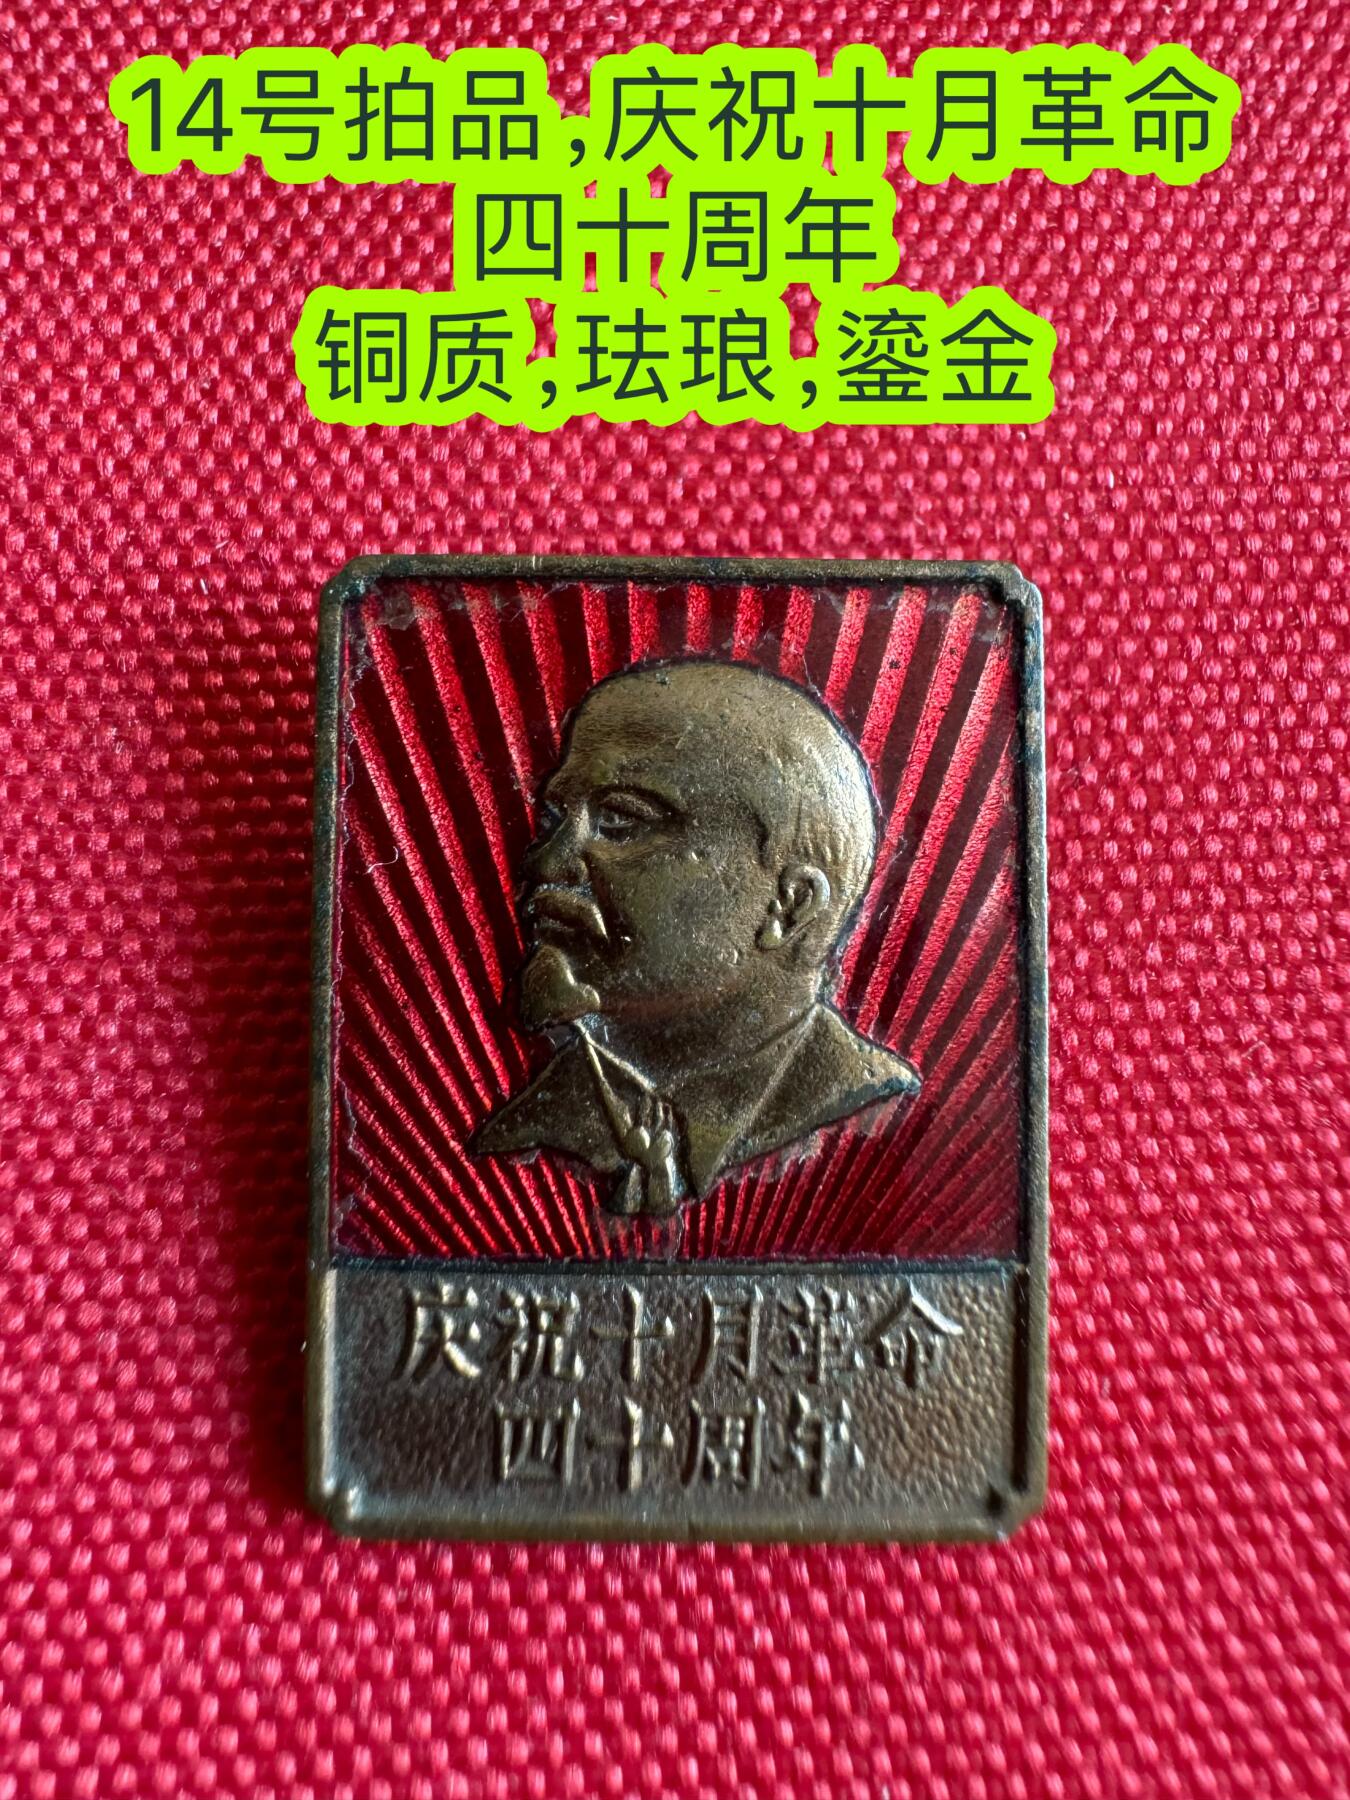 14号拍品,庆祝十月革命
四十周年
铜质,珐琅,鎏金
庆祝十月革命
四十周年